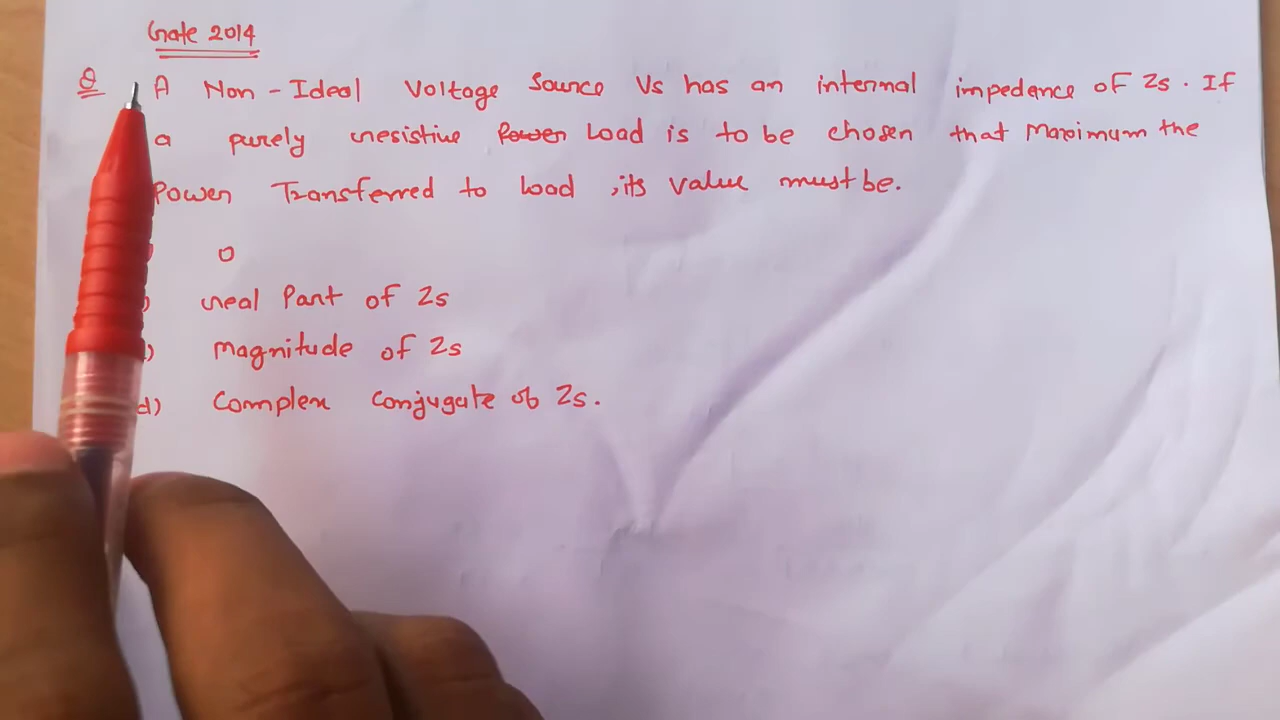 Gate 2014
Q A Non-Ideal Voltage Source Vs has an internal impedance of Zs. If
a purely resistive Power Load is to be chosen that Maximum the
Power Transferred to load, its value must be.
0
) real Part of Zs
) magnitude of Zs
d) Complex Conjugate of Zs.